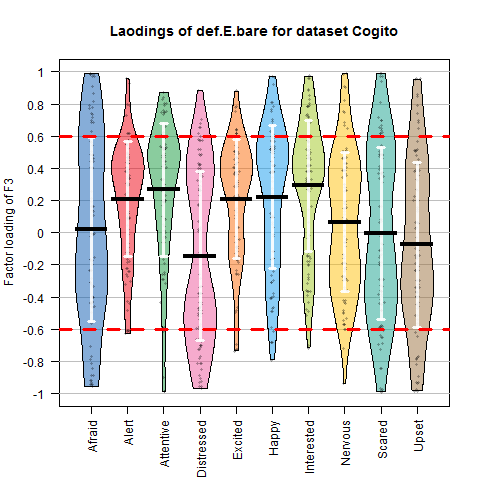 Laodings of def.E.bare for dataset Cogito
Factor loading of F3
1
0.8
0.6
0.4
0.2
0
-0.2
-0.4
-0.6
-0.8
-1
Afraid
Alert
Attentive
Distressed
Excited
Happy
Interested
Nervous
Scared
Upset